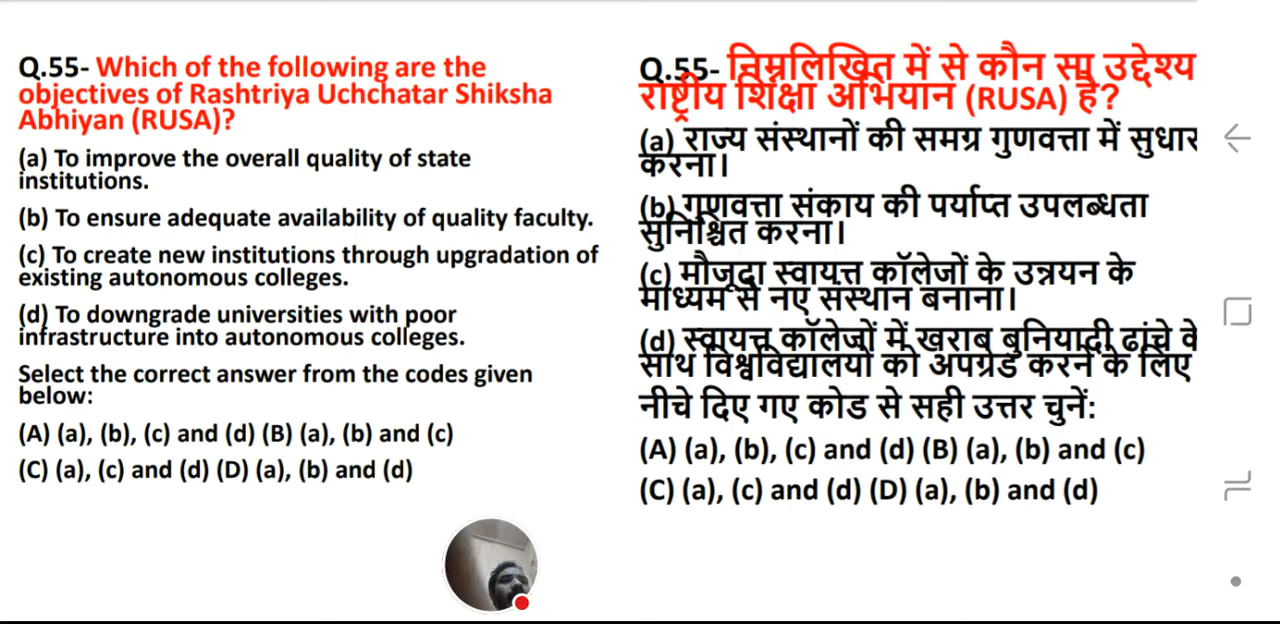 Q.55- Which of the following are the
objectives of Rashtriya Uchchatar Shiksha
Abhiyan (RUSA)?
(a) To improve the overall quality of state
institutions.
(b) To ensure adequate availability of quality faculty.
(c) To create new institutions through upgradation of
existing autonomous colleges.
(d) To downgrade universities with poor
infrastructure into autonomous colleges.
Select the correct answer from the codes given
below:
(A) (a), (b), (c) and (d) (B) (a), (b) and (c)
(C) (a), (c) and (d) (D) (a), (b) and (d)
Q.55- निम्नलिखित में से कौन सा उद्देश्य
राष्ट्रीय शिक्षा अभियान (RUSA) है?
(a) राज्य संस्थानों की समग्र गुणवत्ता में सुधार
करना।
(b) गुणवत्ता संकाय की पर्याप्त उपलब्धता
सुनिश्चित करना।
(c) मौजूदा स्वायत्त कॉलेजों के उन्नयन के
माध्यम से नए संस्थान बनाना।
(d) स्वायत्त कॉलेजों में खराब बुनियादी ढांचे के
साथ विश्वविद्यालयों को अपग्रेड करने के लिए
नीचे दिए गए कोड से सही उत्तर चुनें:
(A) (a), (b), (c) and (d) (B) (a), (b) and (c)
(C) (a), (c) and (d) (D) (a), (b) and (d)